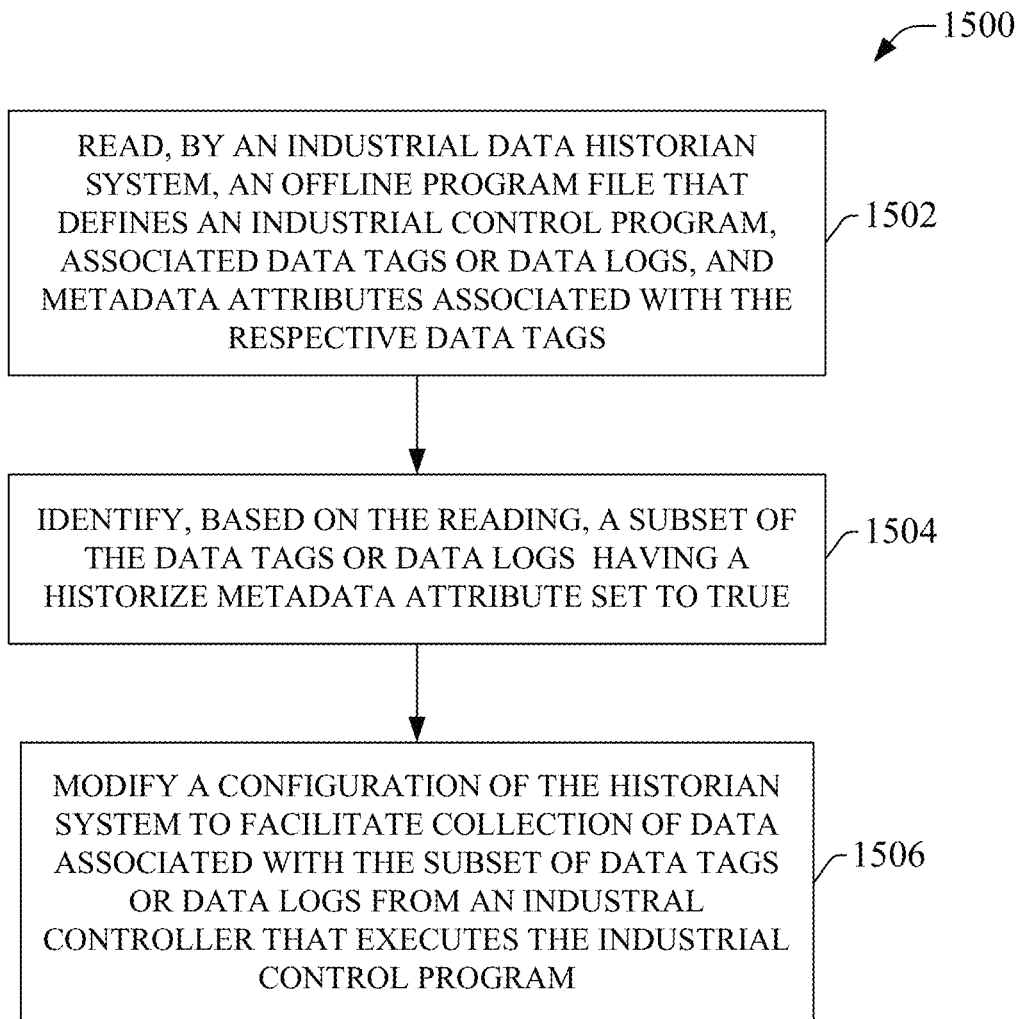 1500
READ, BY AN INDUSTRIAL DATA HISTORIAN
SYSTEM, AN OFFLINE PROGRAM FILE THAT
DEFINES AN INDUSTRIAL CONTROL PROGRAM,
ASSOCIATED DATA TAGS OR DATA LOGS, AND
METADATA ATTRIBUTES ASSOCIATED WITH THE
RESPECTIVE DATA TAGS
1502
IDENTIFY, BASED ON THE READING, A SUBSET OF
THE DATA TAGS OR DATA LOGS HAVING A
HISTORIZE METADATA ATTRIBUTE SET TO TRUE
1504
MODIFY A CONFIGURATION OF THE HISTORIAN
SYSTEM TO FACILITATE COLLECTION OF DATA
ASSOCIATED WITH THE SUBSET OF DATA TAGS
OR DATA LOGS FROM AN INDUSTRAL
CONTROLLER THAT EXECUTES THE INDUSTRIAL
CONTROL PROGRAM
1506